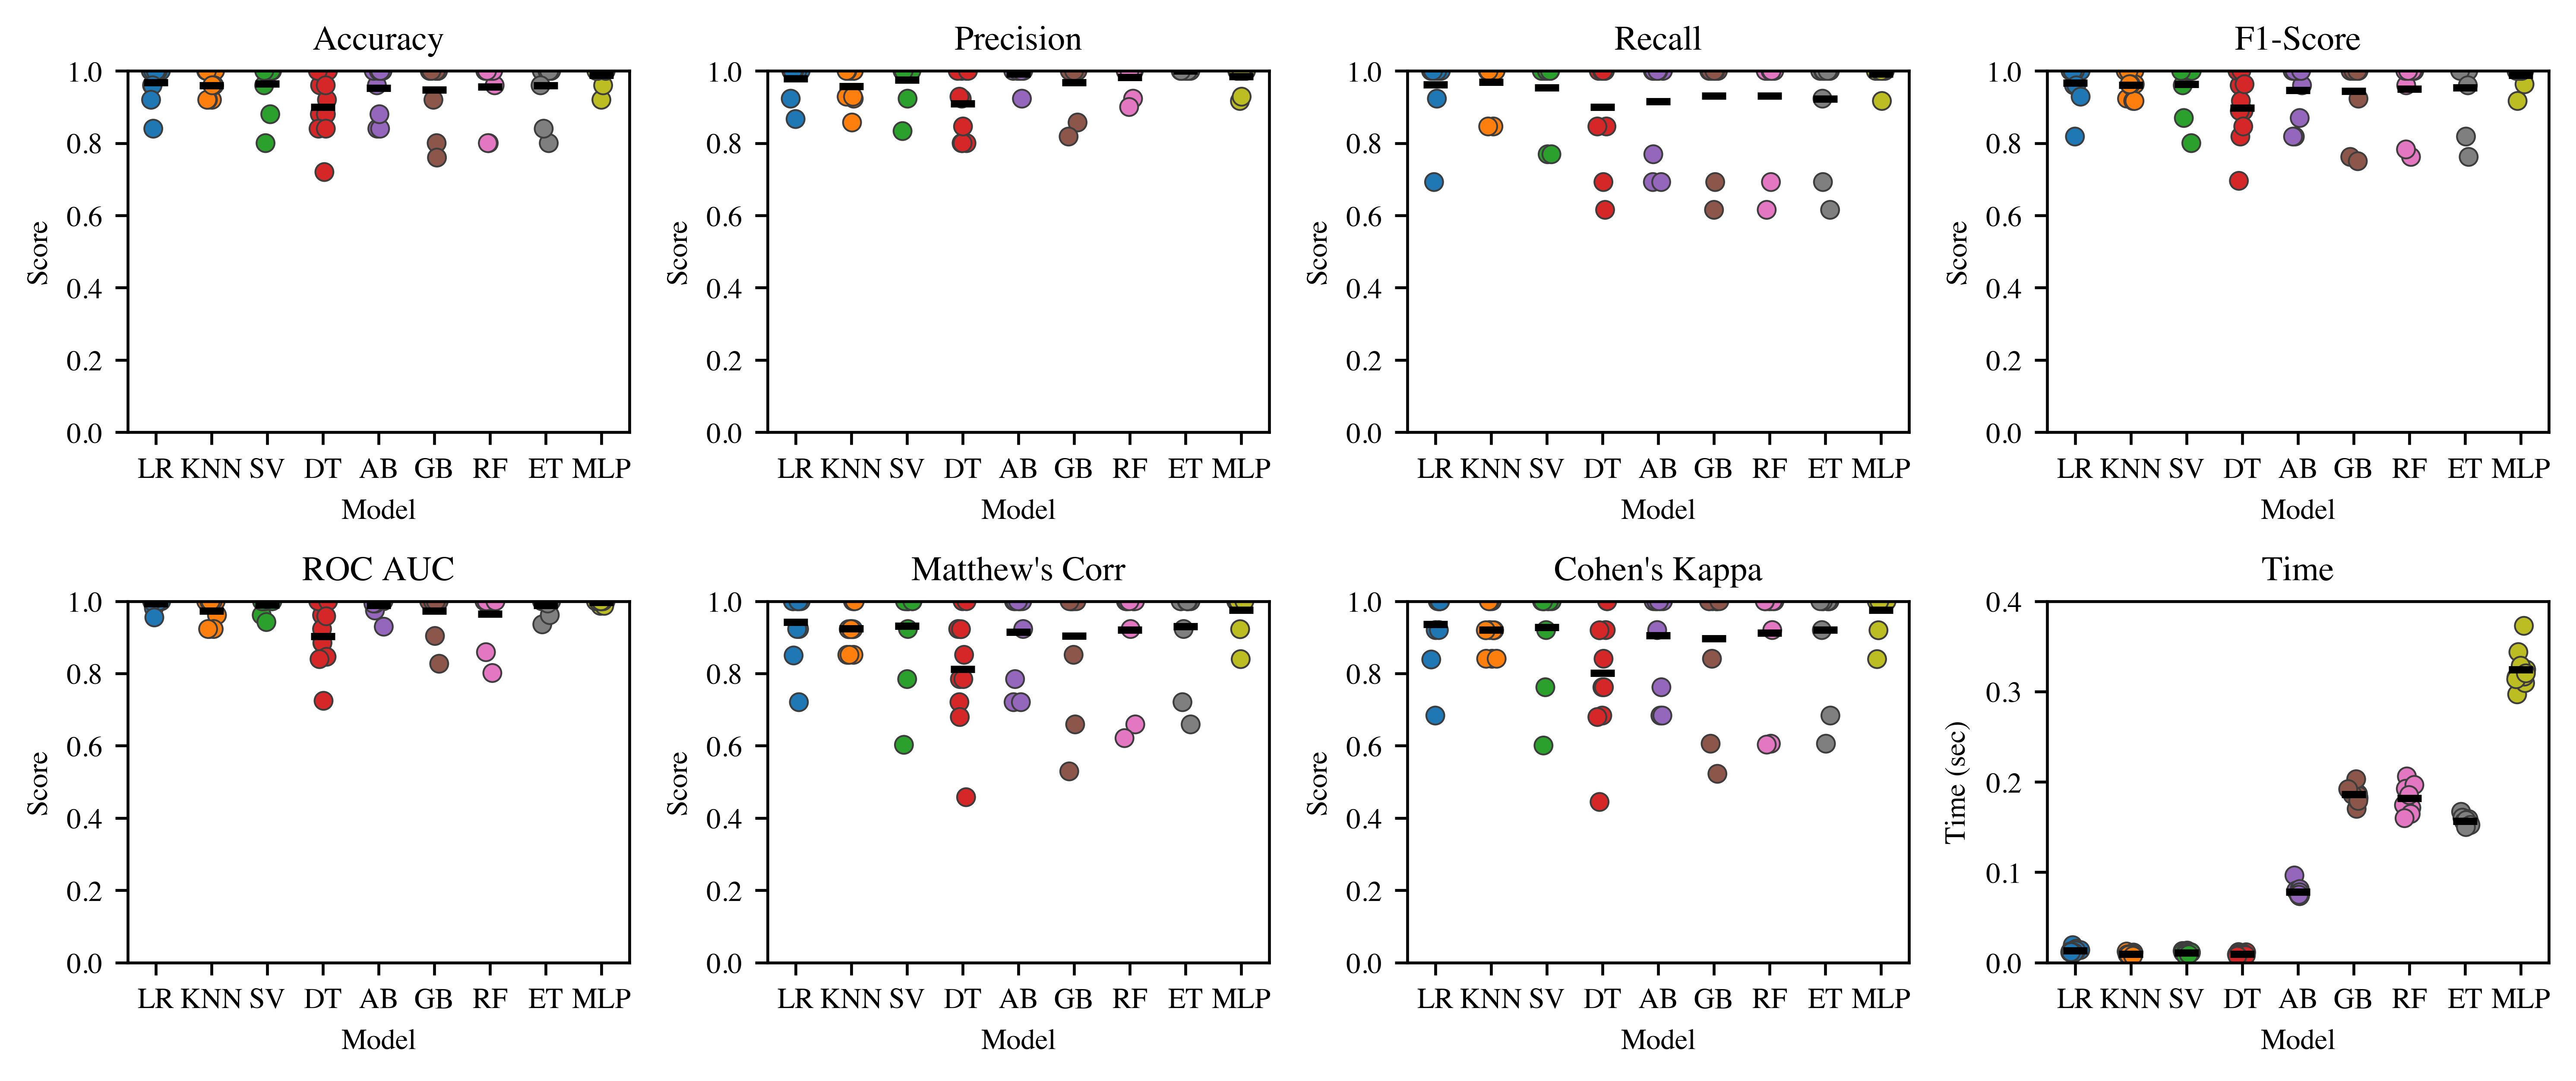 Accuracy
1.0
0.8
0.6
0.4
0.2
0.0
Score
LR KNN SV DT AB GB RF ET MLP
Model
Precision
1.0
0.8
0.6
0.4
0.2
0.0
Score
LR KNN SV DT AB GB RF ET MLP
Model
Recall
1.0
0.8
0.6
0.4
0.2
0.0
Score
LR KNN SV DT AB GB RF ET MLP
Model
F1-Score
1.0
0.8
0.6
0.4
0.2
0.0
Score
LR KNN SV DT AB GB RF ET MLP
Model
ROC AUC
1.0
0.8
0.6
0.4
0.2
0.0
Score
LR KNN SV DT AB GB RF ET MLP
Model
Matthew's Corr
1.0
0.8
0.6
0.4
0.2
0.0
Score
LR KNN SV DT AB GB RF ET MLP
Model
Cohen's Kappa
1.0
0.8
0.6
0.4
0.2
0.0
Score
LR KNN SV DT AB GB RF ET MLP
Model
Time
0.4
0.3
0.2
0.1
0.0
Time (sec)
LR KNN SV DT AB GB RF ET MLP
Model